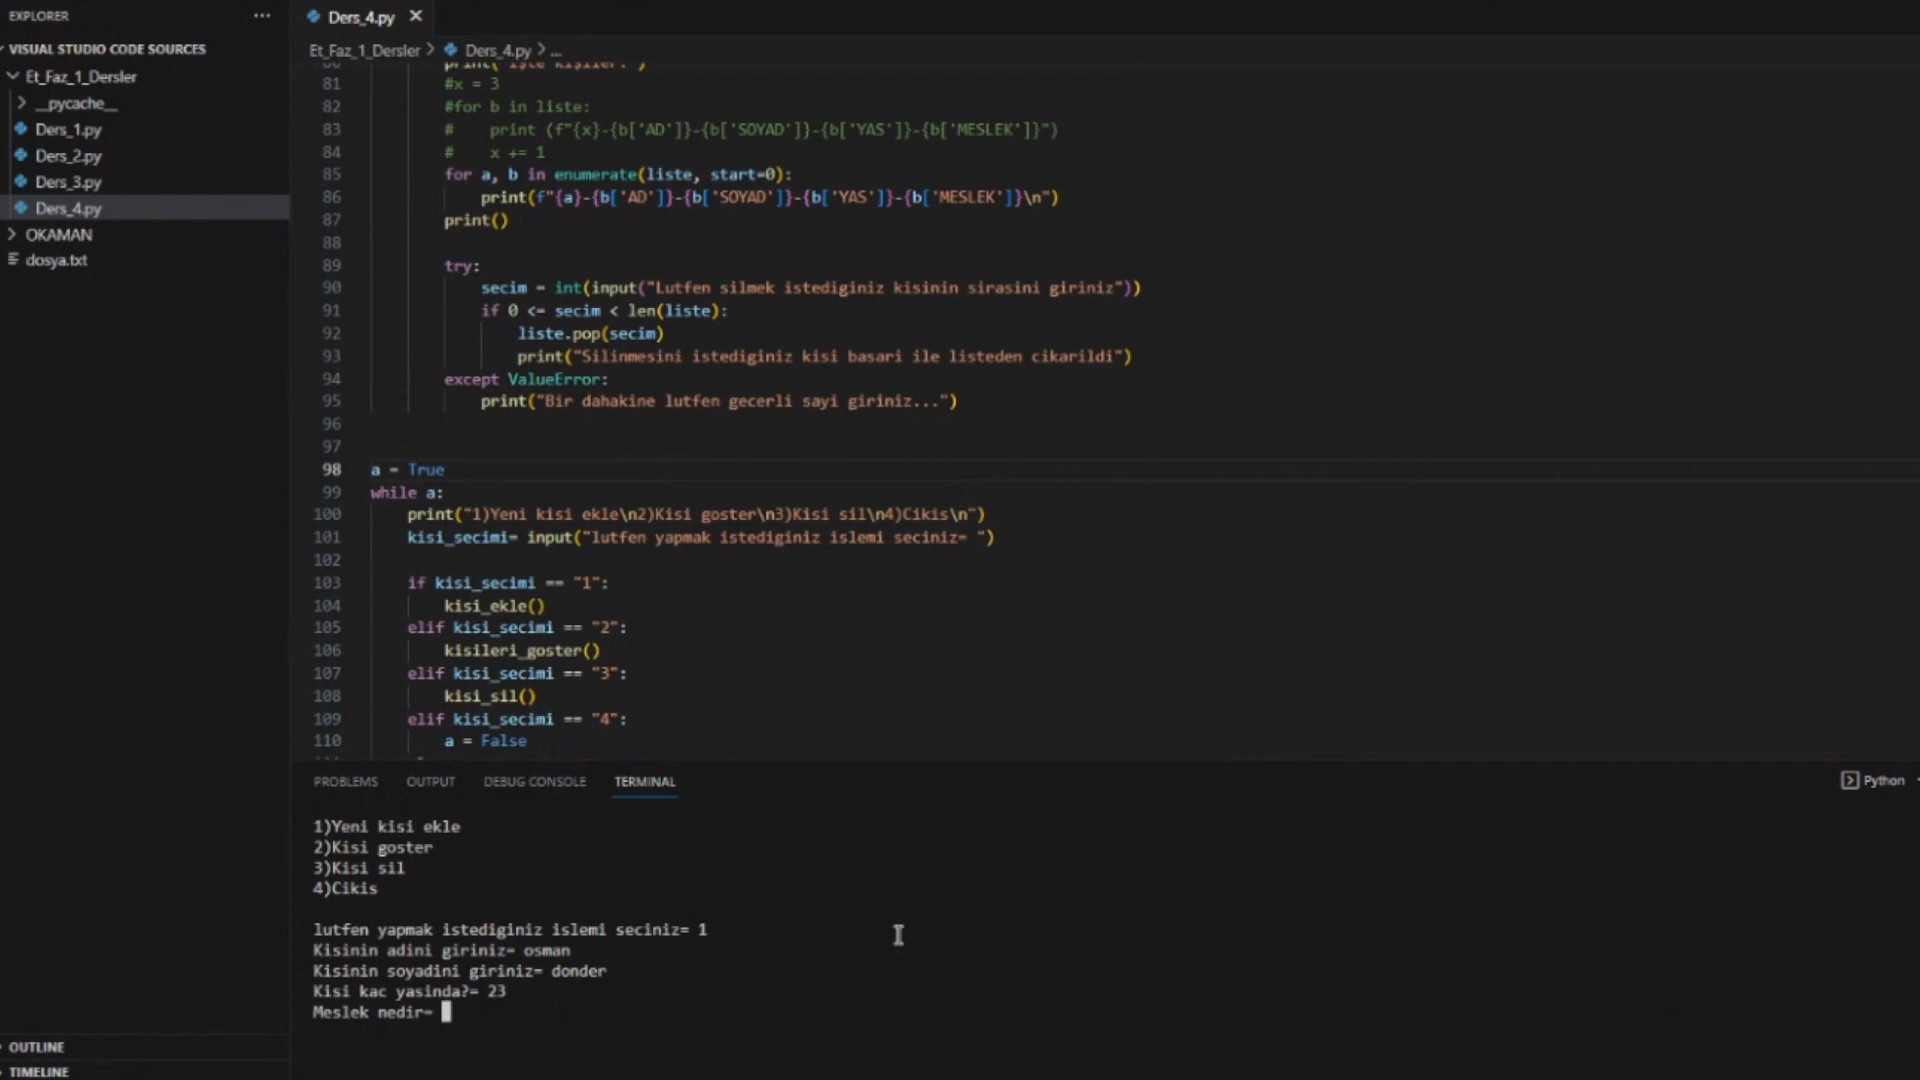 EXPLORER
VISUAL STUDIO CODE SOURCES
Et_Faz_1_Dersler
__pycache__
Ders_1.py
Ders_2.py
Ders_3.py
Ders_4.py
OKAMAN
dosya.txt
OUTLINE
TIMELINE
Ders_4.py
Et_Faz_1_Dersler > Ders_4.py > ...
81 #x = 3
82 #for b in liste:
83 #    print (f"{x}-{b['AD']}-{b['SOYAD']}-{b['YAS']}-{b['MESLEK']}")
84 #    x += 1
85 for a, b in enumerate(liste, start=0):
86 print(f"{a}-{b['AD']}-{b['SOYAD']}-{b['YAS']}-{b['MESLEK']}\n")
87 print()
88
89 try:
90 secim = int(input("Lutfen silmek istediginiz kisinin sirasini giriniz"))
91 if 0 <= secim < len(liste):
92 liste.pop(secim)
93 print("Silinmesini istediginiz kisi basari ile listeden cikarildi")
94 except ValueError:
95 print("Bir dahakine lutfen gecerli sayi giriniz...")
96
97
98 a = True
99 while a:
100 print("1)Yeni kisi ekle\n2)Kisi goster\n3)Kisi sil\n4)Cikis\n")
101 kisi_secimi= input("lutfen yapmak istediginiz islemi seciniz= ")
102
103 if kisi_secimi == "1":
104 kisi_ekle()
105 elif kisi_secimi == "2":
106 kisileri_goster()
107 elif kisi_secimi == "3":
108 kisi_sil()
109 elif kisi_secimi == "4":
110 a = False
PROBLEMS OUTPUT DEBUG CONSOLE TERMINAL
Python
1)Yeni kisi ekle
2)Kisi goster
3)Kisi sil
4)Cikis
lutfen yapmak istediginiz islemi seciniz= 1
Kisinin adini giriniz= osman
Kisinin soyadini giriniz= donder
Kisi kac yasinda?= 23
Meslek nedir=